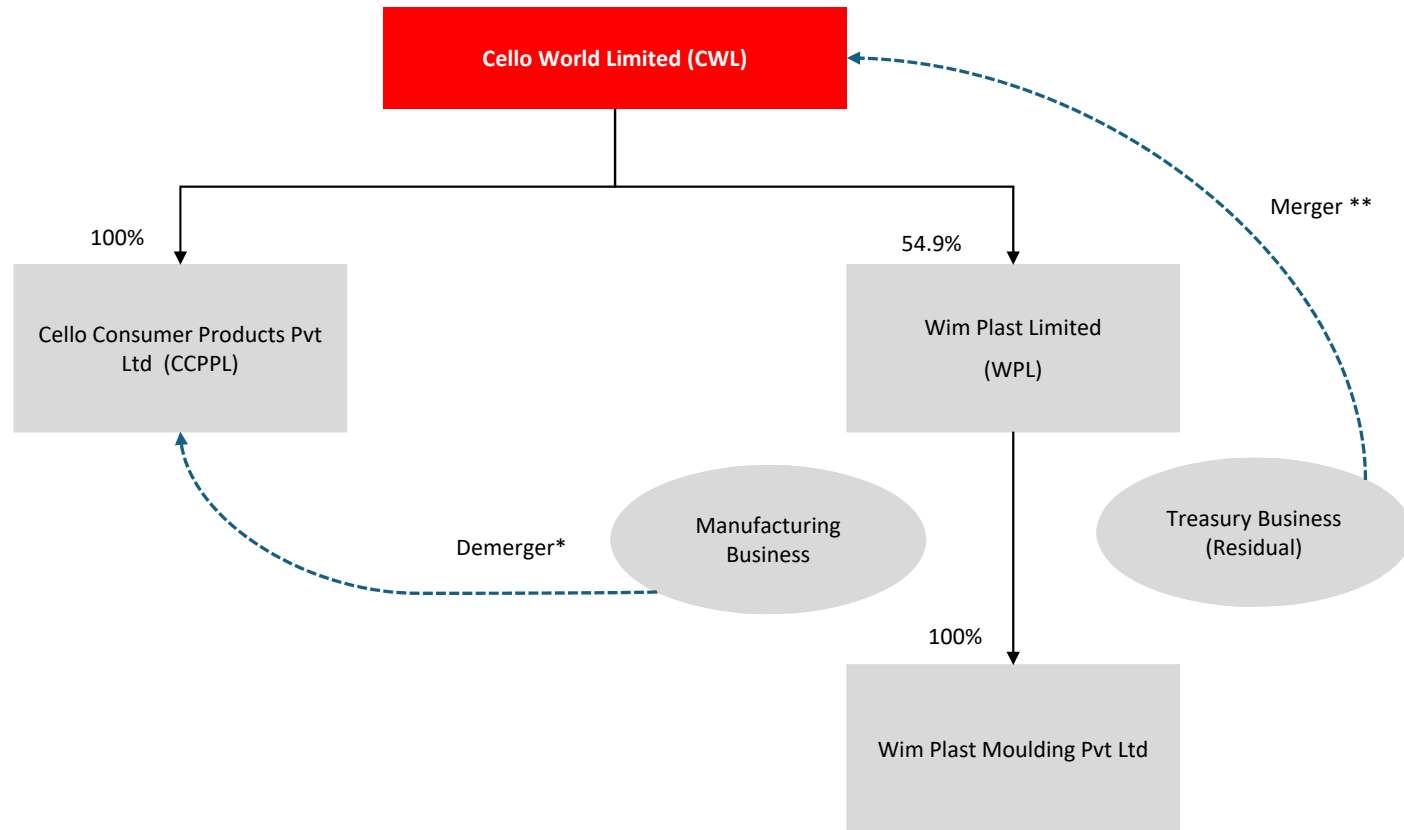 Cello World Limited (CWL)
Merger **
100%
54.9%
Cello Consumer Products Pvt
Ltd (CCPPL)
Wim Plast Limited
(WPL)
Manufacturing
Business
Treasury Business
(Residual)
Demerger*
100%
Wim Plast Moulding Pvt Ltd